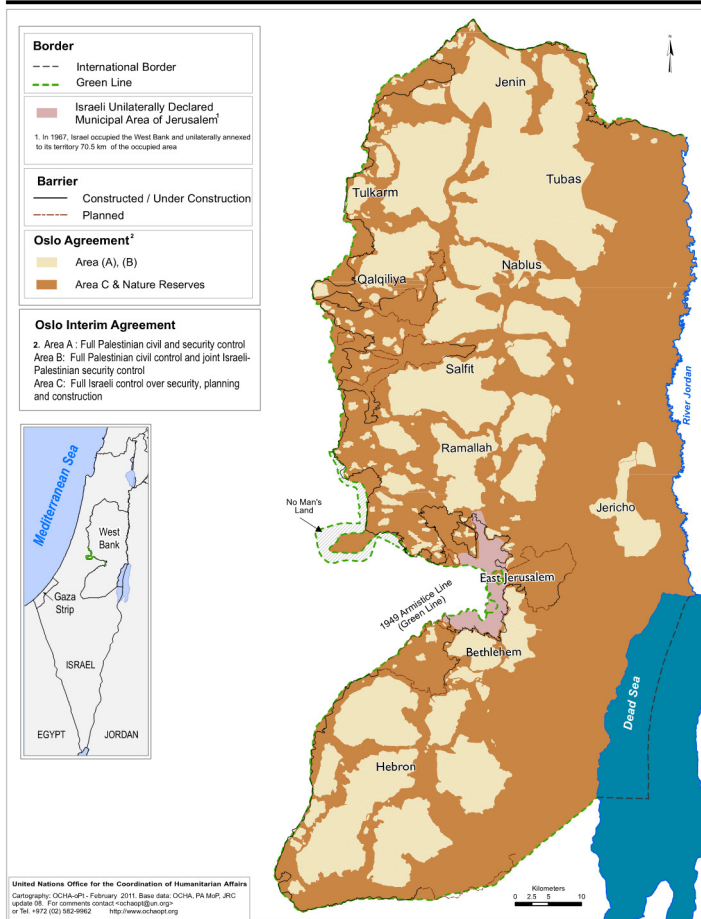 Border
International Border
Green Line
Israeli Unilaterally Declared
Municipal Area of Jerusalem1
1. In 1967, Israel occupied the West Bank and unilaterally annexed
to its territory 70.5 km of the occupied area
Barrier
Constructed / Under Construction
Planned
Oslo Agreement2
Area (A), (B)
Area C & Nature Reserves
Oslo Interim Agreement
2. Area A : Full Palestinian civil and security control
Area B: Full Palestinian civil control and joint Israeli-
Palestinian security control
Area C: Full Israeli control over security, planning
and construction
Mediterranean Sea
West
Bank
Gaza
Strip
ISRAEL
EGYPT
JORDAN
Jenin
Tubas
Tulkarm
Nablus
Qalqiliya
Salfit
River Jordan
Ramallah
Jericho
No Man's
Land
East Jerusalem
1949 Armistice Line
(Green Line)
Bethlehem
Dead Sea
Hebron
United Nations Office for the Coordination of Humanitarian Affairs
Cartography: OCHA-oPt - February 2011. Base data: OCHA, PA MoP, JRC
update 08. For comments contact <ochaopt@un.org>
or Tel. +972 (02) 582-9962 http://www.ochaopt.org
Kilometers
0 2.5 5 10